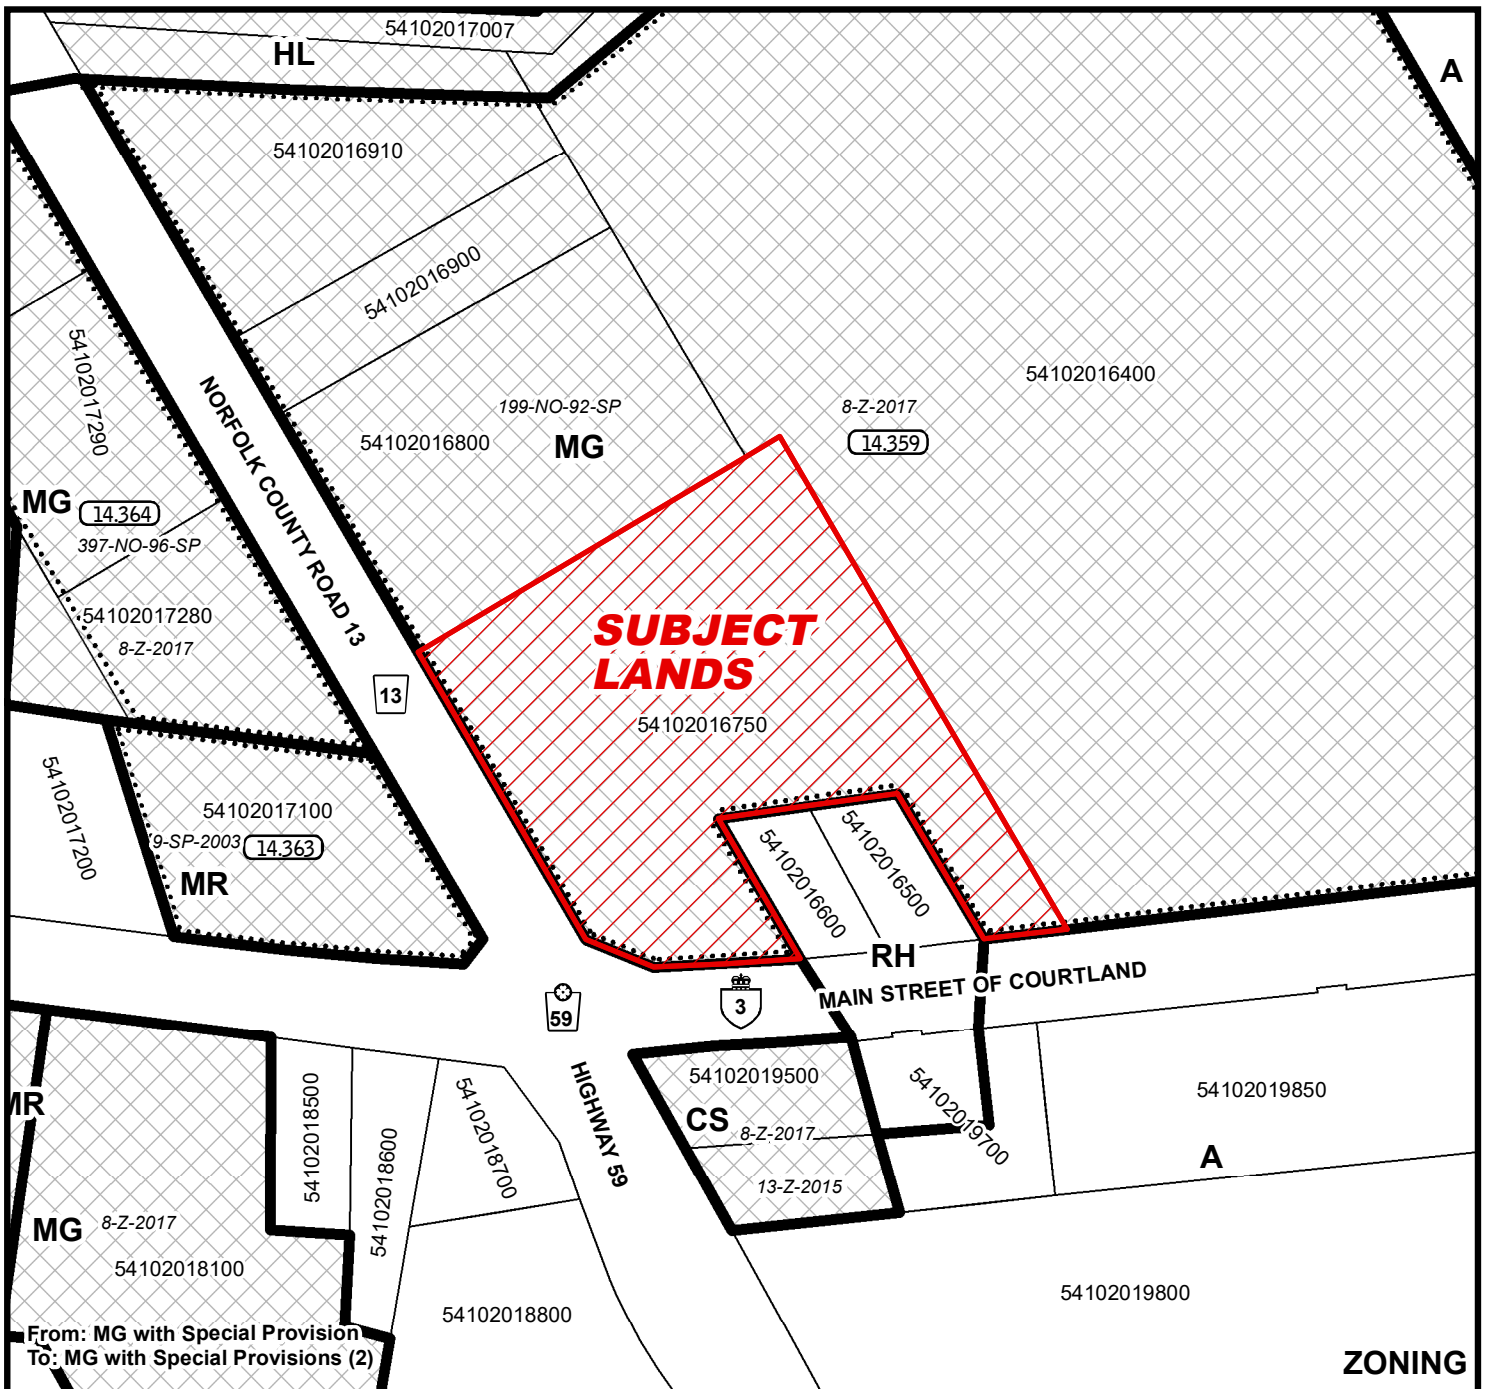 54102017007
HL
A
54102016910
54102016900
54102017290
NORFOLK COUNTY ROAD 13
54102016400
199-NO-92-SP
8-Z-2017
54102016800
MG
14.359
MG
14.364
397-NO-96-SP
54102017280
8-Z-2017
SUBJECT
LANDS
13
54102016750
54102017200
54102017100
9-SP-2003
14.363
MR
54102016600
54102016500
RH
MAIN STREET OF COURTLAND
59
3
HIGHWAY 59
54102019500
CS
8-Z-2017
13-Z-2015
54102019700
54102019850
A
MR
54102018500
54102018600
54102018700
MG
8-Z-2017
54102018100
54102018800
54102019800
From: MG with Special Provision
To: MG with Special Provisions (2)
ZONING